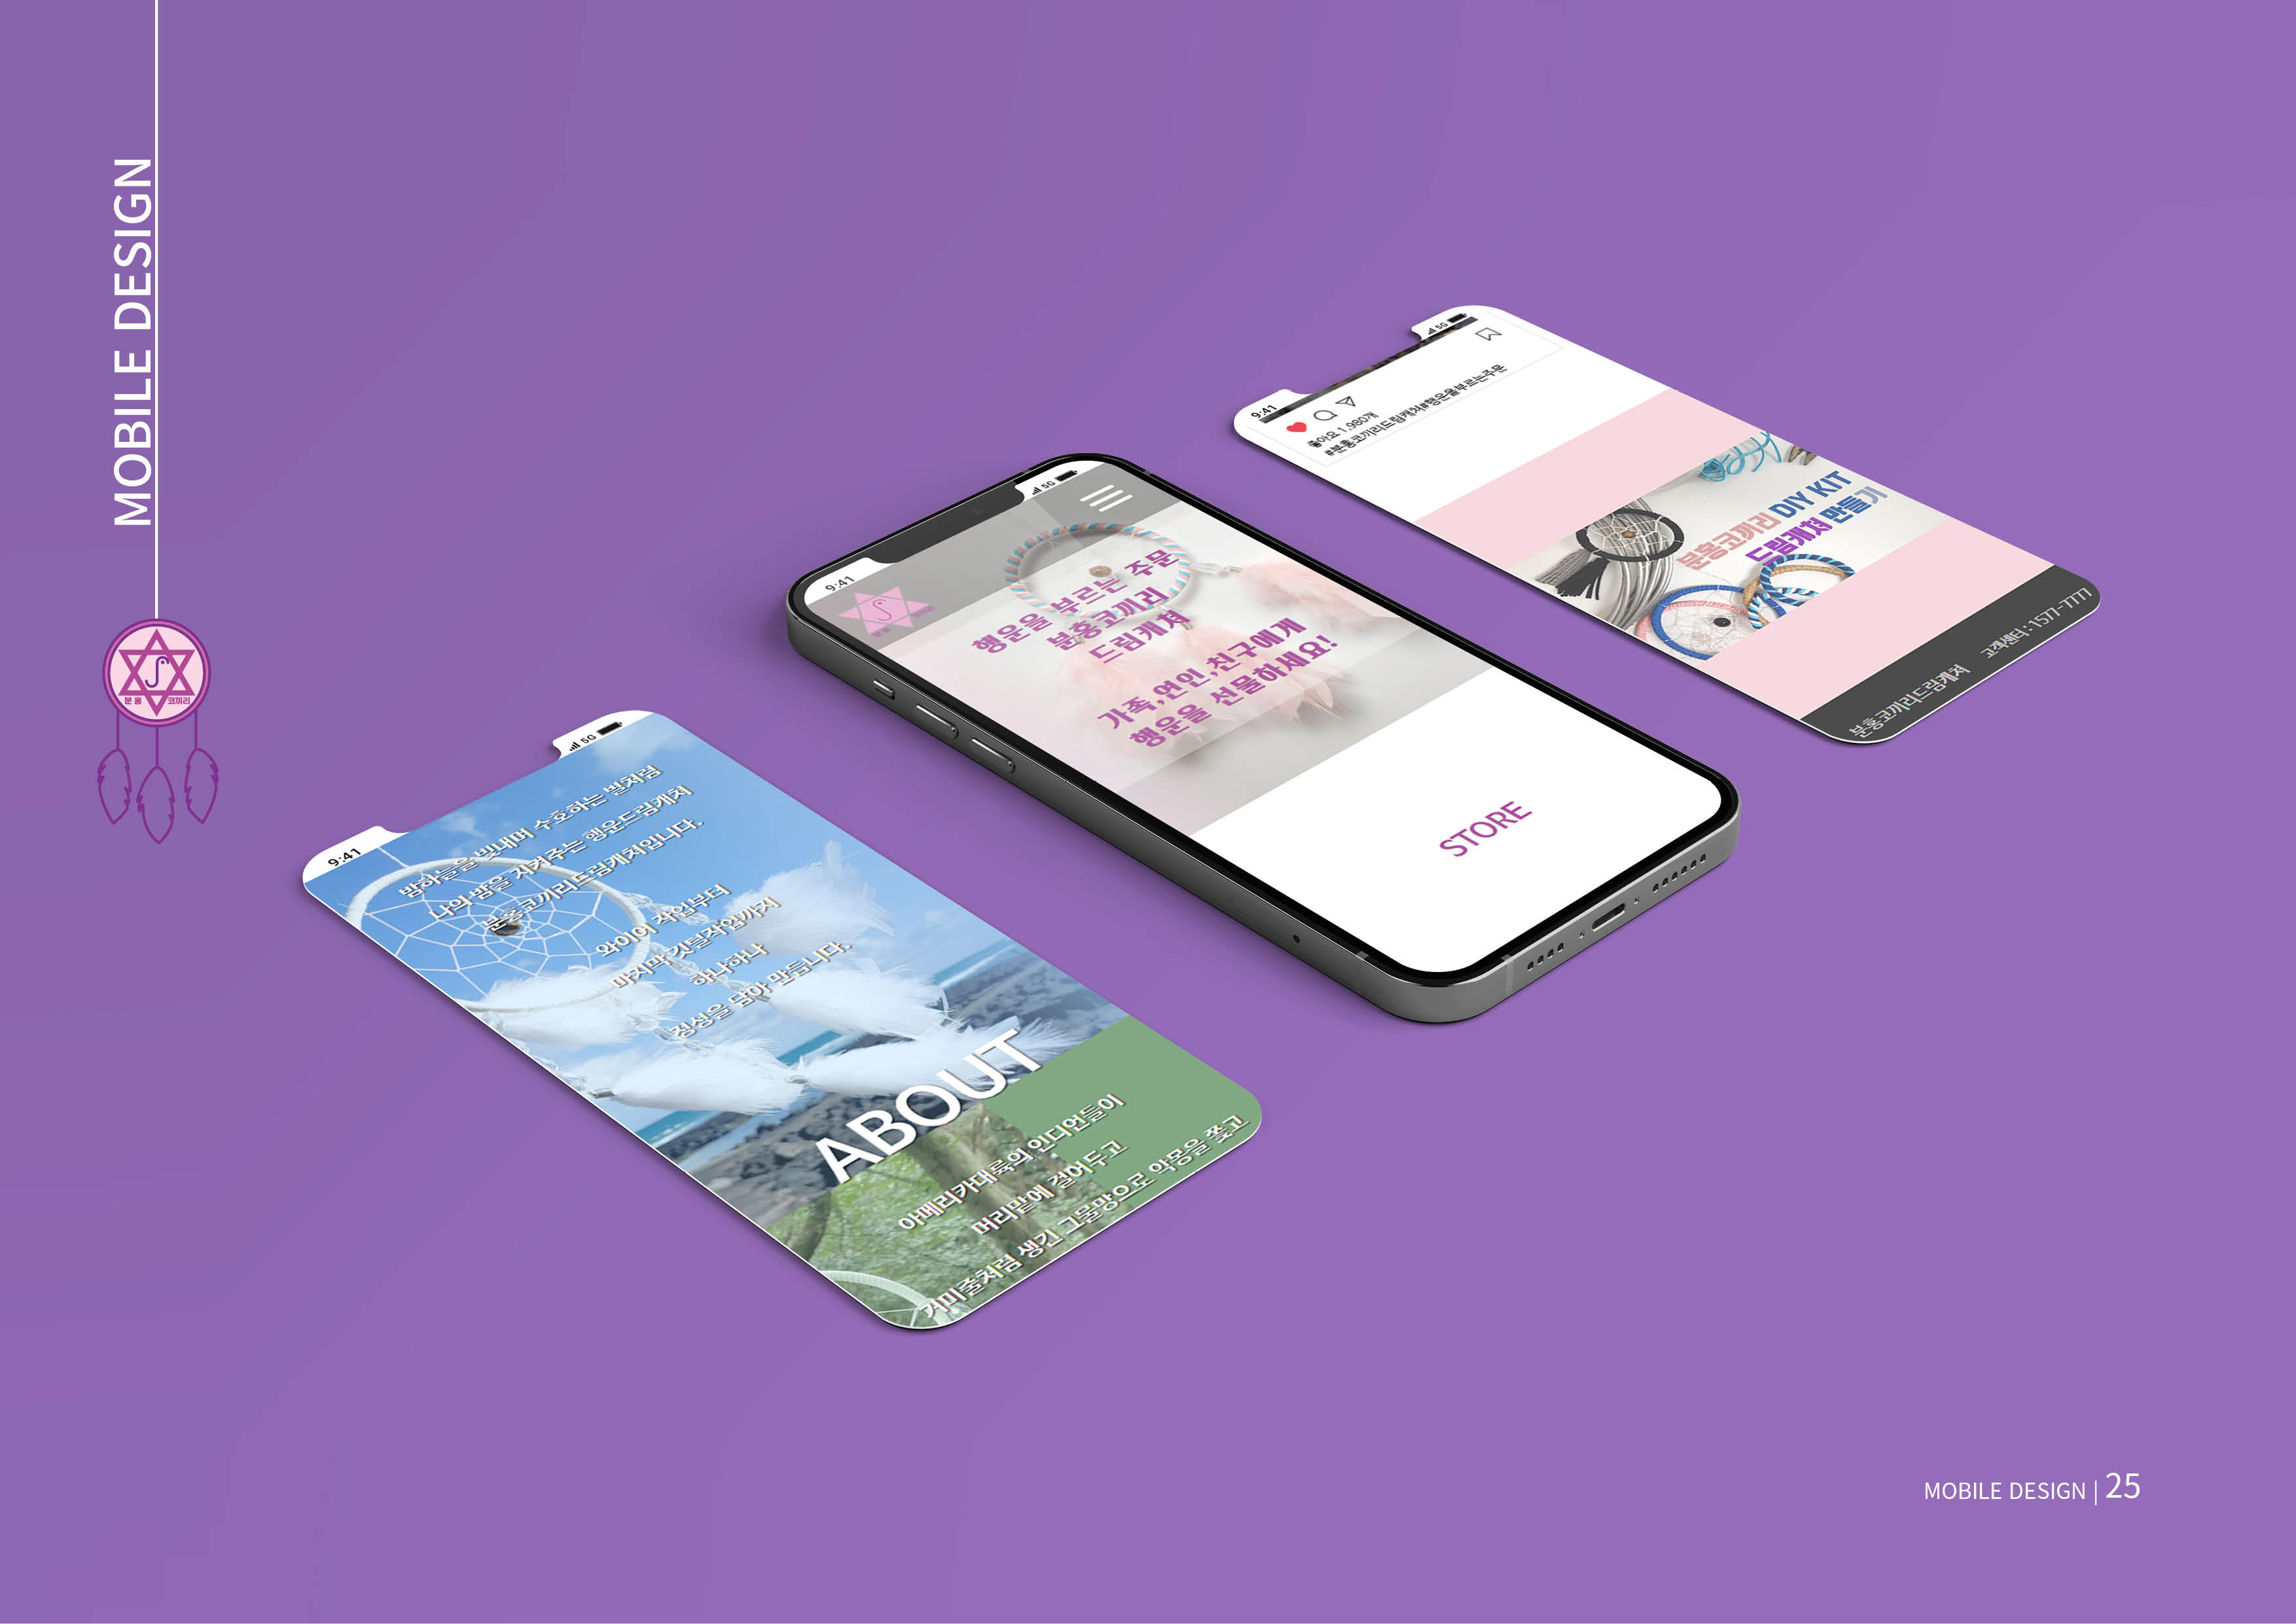 MOBILE DESIGN
분홍 코끼리
9:41
5G
밤하늘을 빛내며 수호하는 별처럼
나의 밤을 지켜주는 행운드림캐쳐
분홍코끼리드림캐쳐입니다.
와이어 작업부터
마지막 깃털작업까지
하나하나
정성을 담아 만듭니다.
ABOUT
아메리카대륙의 인디언들이
머리맡에 걸어두고
거미줄처럼 생긴 그물망으로 악몽을 쫓고
9:41
5G
행운을 부르는 주문
분홍코끼리
드림캐쳐
가족,연인,친구에게
행운을 선물하세요!
STORE
9:41
5G
좋아요 1,980개
#분홍코끼리드림캐쳐#행운을부르는주문
분홍코끼리 DIY KIT
드림캐쳐 만들기
분홍코끼리드림캐쳐 고객센터 : 1577-7777
MOBILE DESIGN | 25